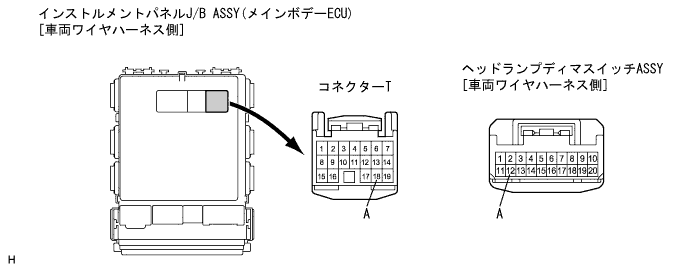 インストルメントパネルJ/B ASSY(メインボデーECU)
[車両ワイヤハーネス側]
コネクターT
ヘッドランプディマスイッチASSY
[車両ワイヤハーネス側]
1 2 3 4 5 6 7
8 9 10 11 12 13 14
15 16 17 18 19
A
1 2 3 4 5 6 7 8 9 10
11 12 13 14 15 16 17 18 19 20
A
H